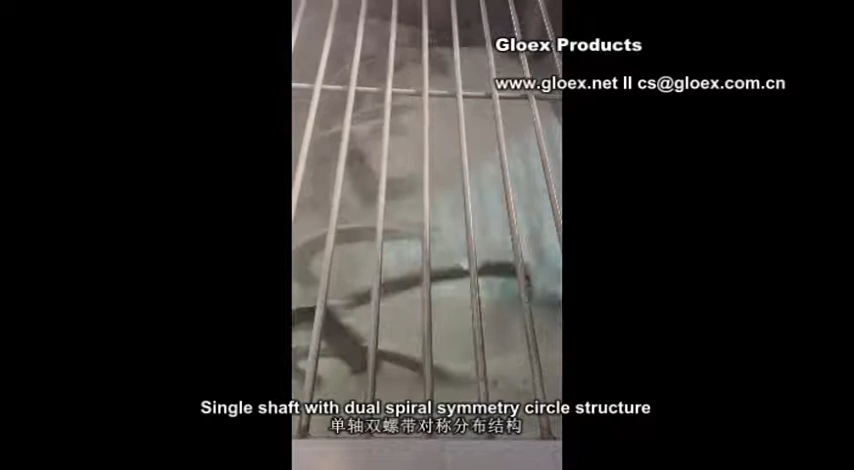 Gloex Products
www.gloex.net ll cs@gloex.com.cn
Single shaft with dual spiral symmetry circle structure
单轴双螺带对称分布结构